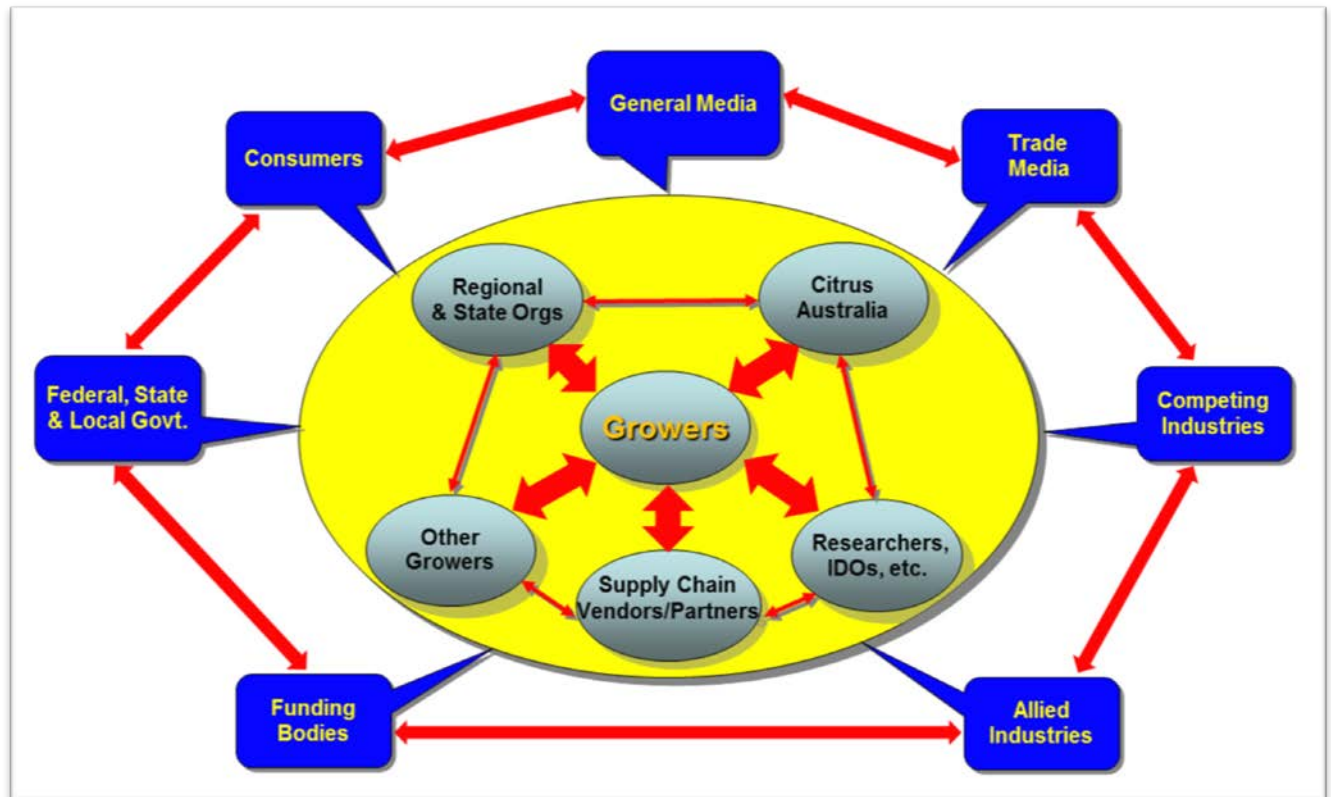 General Media
Consumers
Trade
Media
Regional
& State Orgs
Citrus
Australia
Federal, State
& Local Govt.
Growers
Competing
Industries
Other
Growers
Supply Chain
Vendors/Partners
Researchers,
IDOs, etc.
Funding
Bodies
Allied
Industries